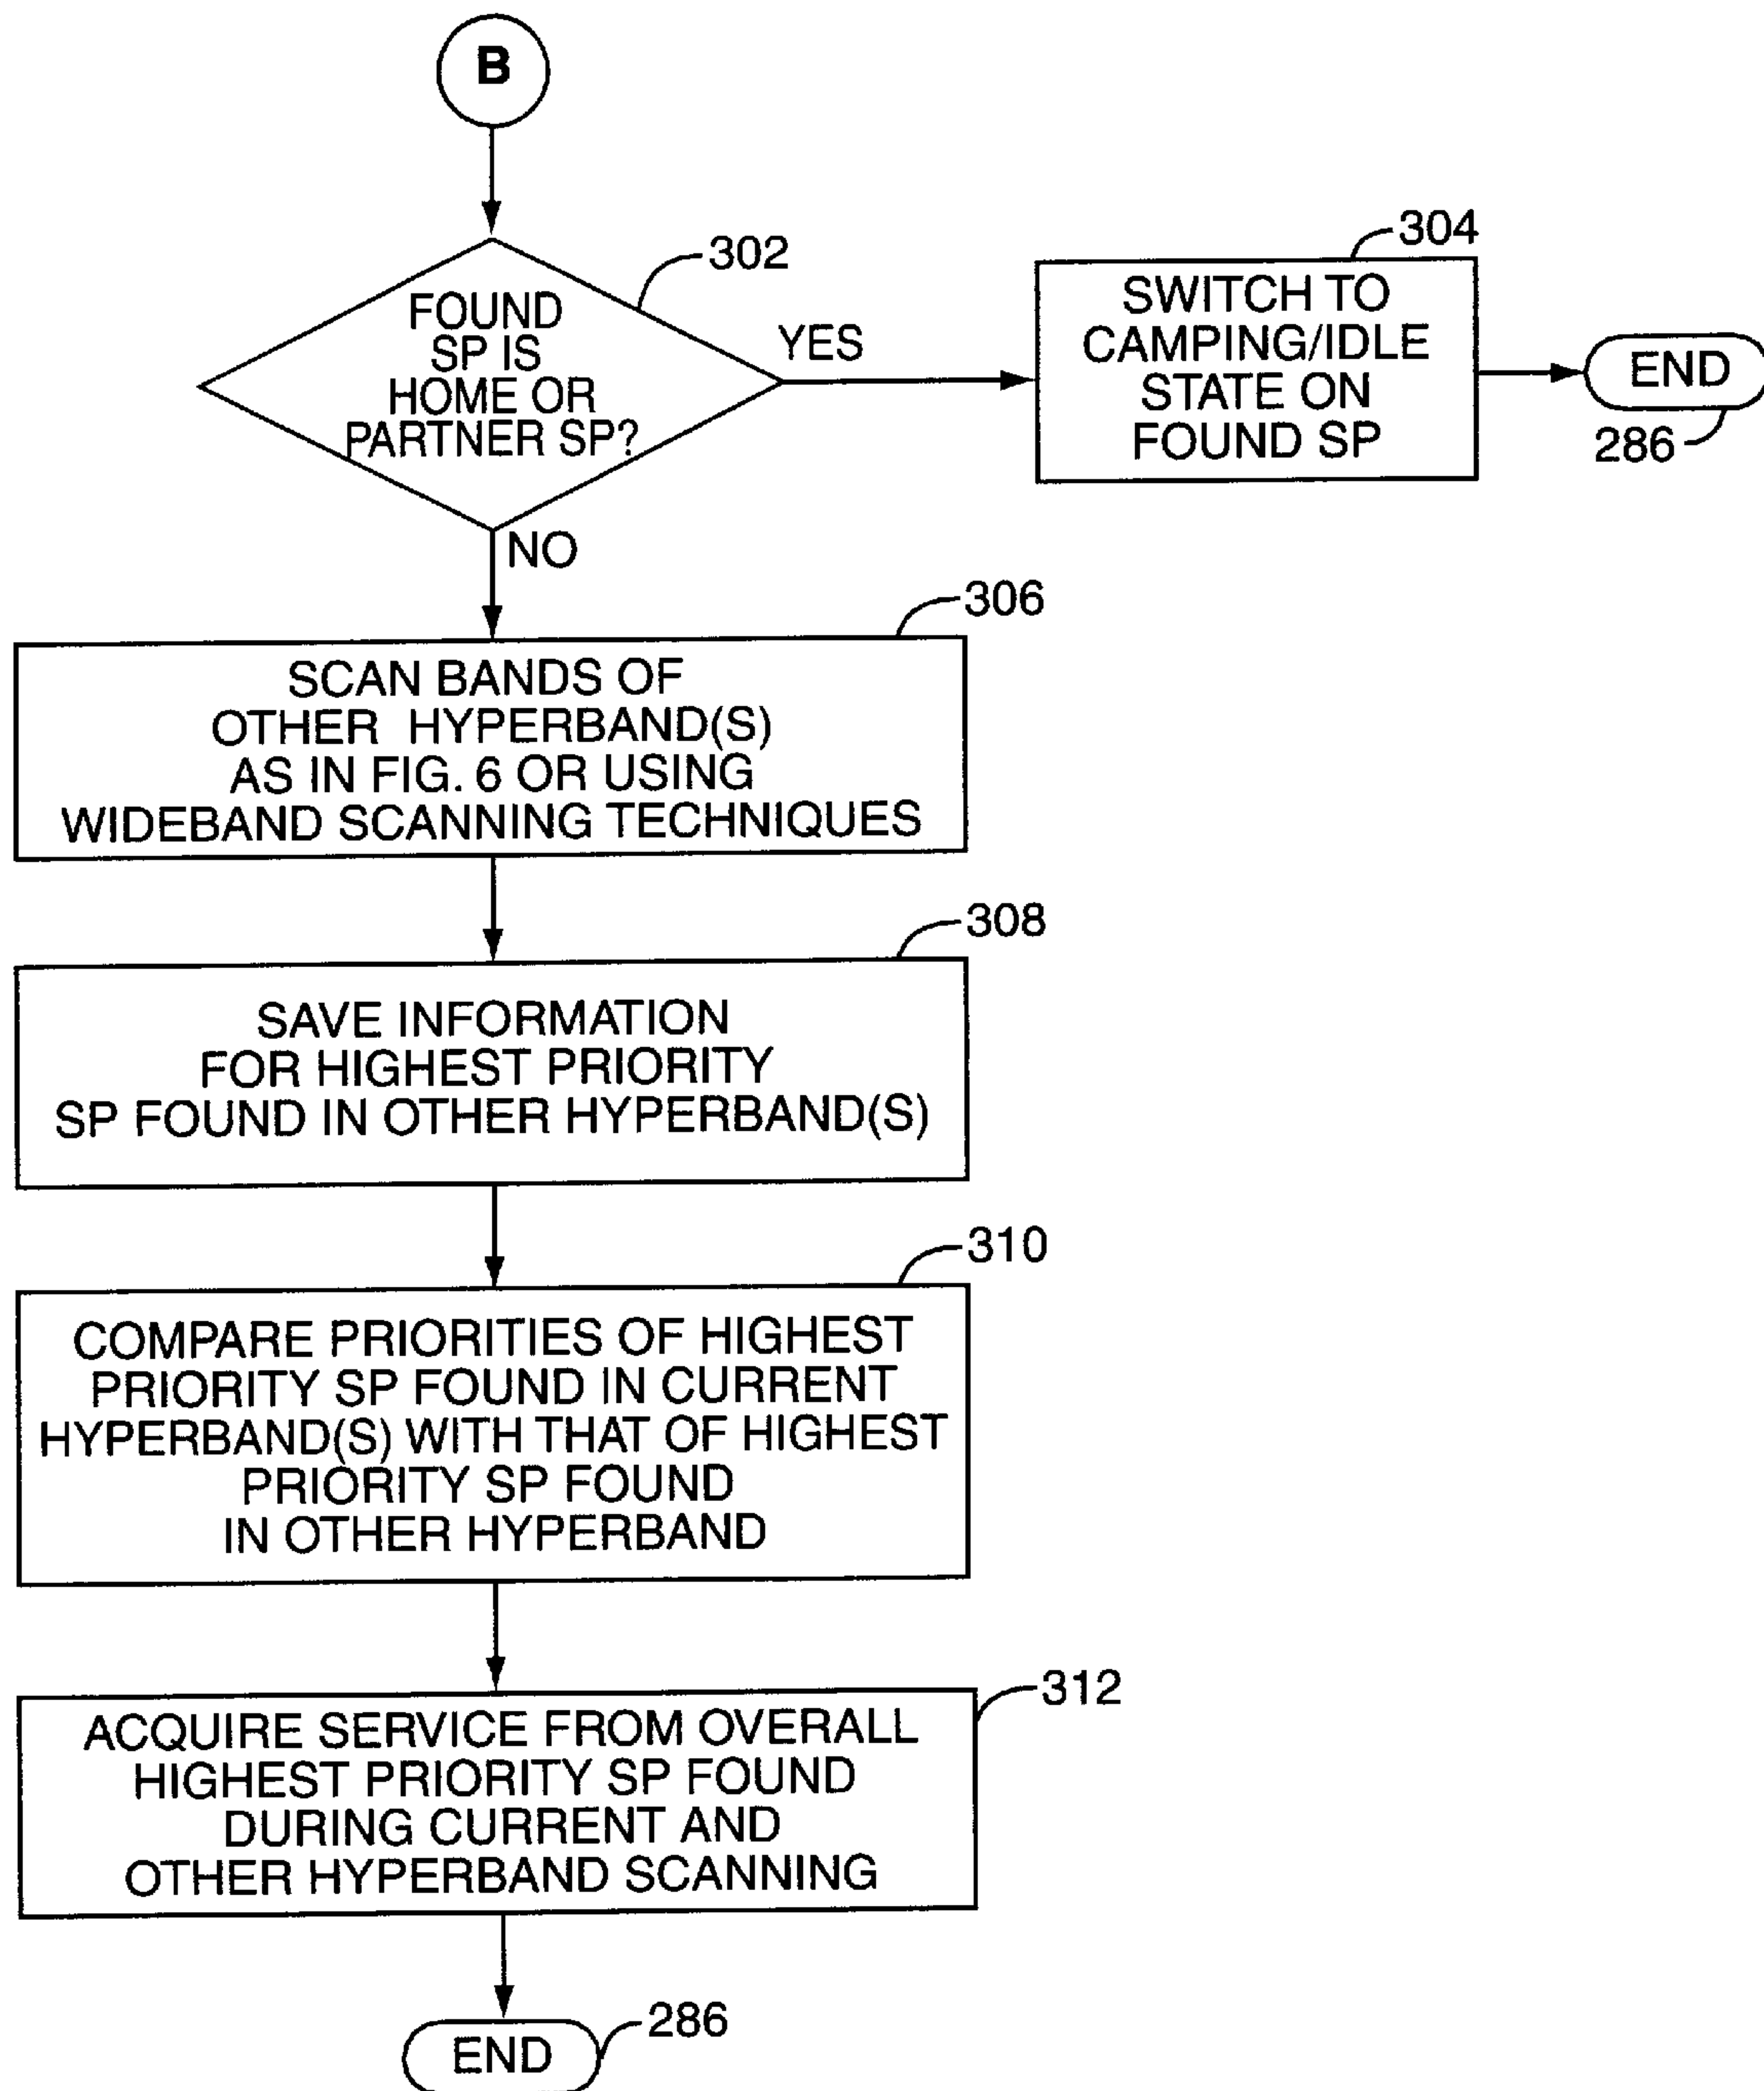 B
302
FOUND
SP IS
HOME OR
PARTNER SP?
YES
304
SWITCH TO
CAMPING/IDLE
STATE ON
FOUND SP
END
286
NO
306
SCAN BANDS OF
OTHER HYPERBAND(S)
AS IN FIG. 6 OR USING
WIDEBAND SCANNING TECHNIQUES
308
SAVE INFORMATION
FOR HIGHEST PRIORITY
SP FOUND IN OTHER HYPERBAND(S)
310
COMPARE PRIORITIES OF HIGHEST
PRIORITY SP FOUND IN CURRENT
HYPERBAND(S) WITH THAT OF HIGHEST
PRIORITY SP FOUND
IN OTHER HYPERBAND
312
ACQUIRE SERVICE FROM OVERALL
HIGHEST PRIORITY SP FOUND
DURING CURRENT AND
OTHER HYPERBAND SCANNING
286
END